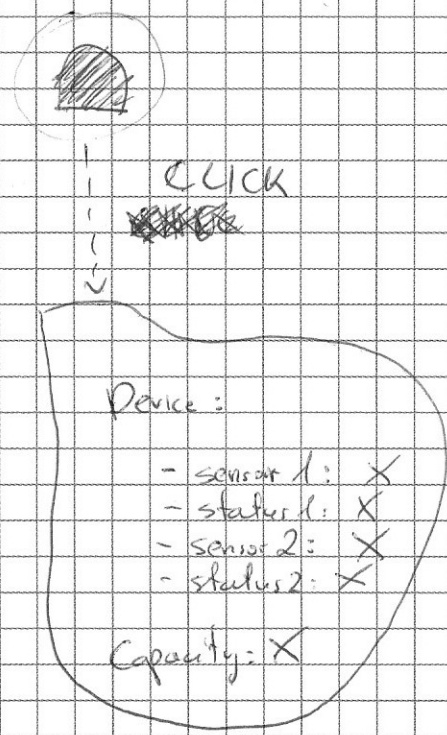 CLICK
Device:
- sensor 1: X
- status 1: X
- sensor 2: X
- status 2: X
Capacity: X